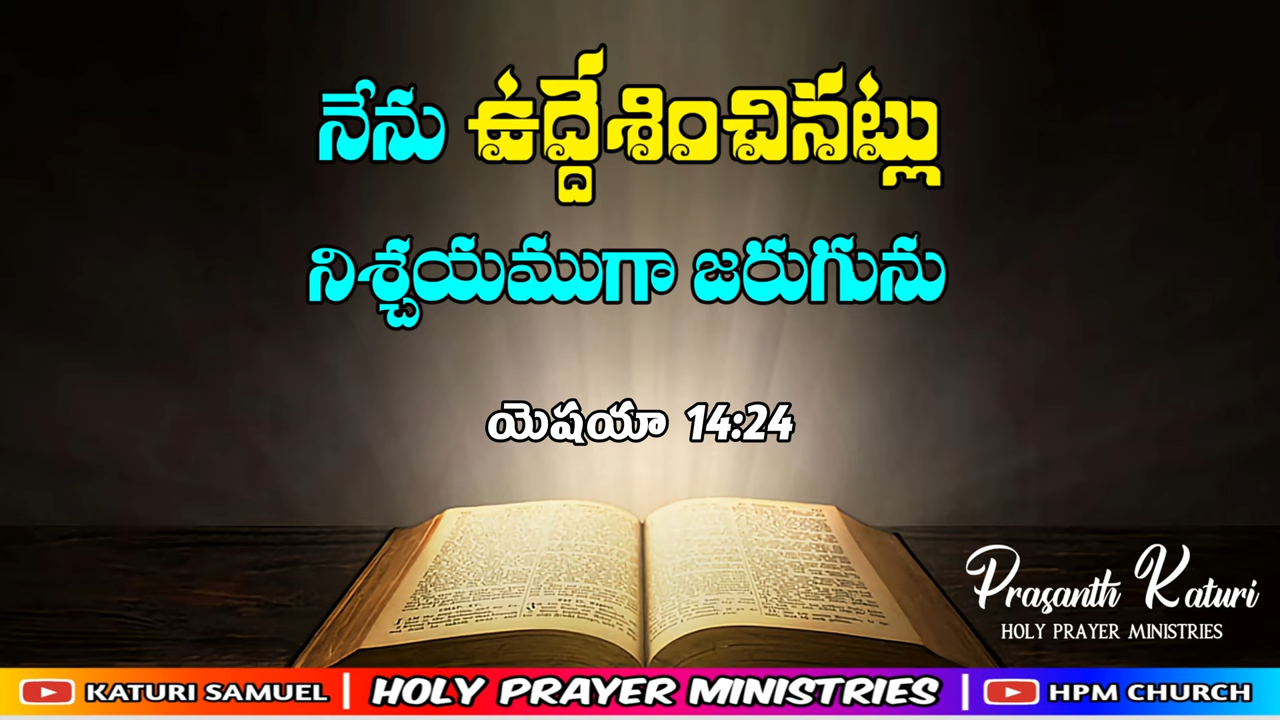 నేను ఉద్దేశించినట్లు
నిశ్చయముగా జరుగును
యెషయా 14:24
Prasanth Katuri
HOLY PRAYER MINISTRIES
KATURI SAMUEL | HOLY PRAYER MINISTRIES | HPM CHURCH